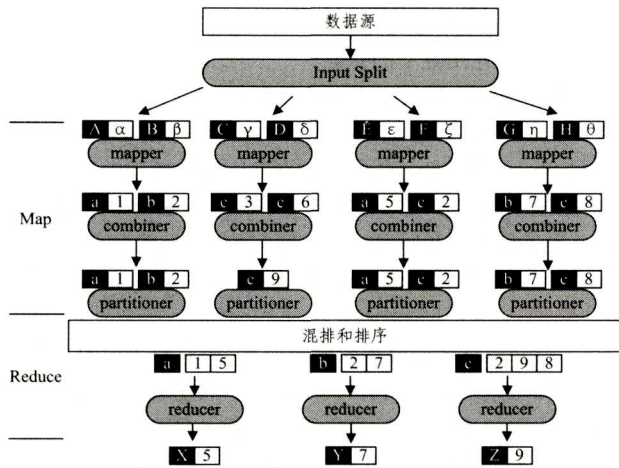 数据源
Input Split
A α B β C γ D δ E ε F ζ G η H θ
mapper mapper mapper mapper
a 1 b 2 c 3 c 6 a 5 c 2 b 7 c 8
Map
combiner combiner combiner combiner
a 1 b 2 c 9 a 5 c 2 b 7 c 8
partitioner partitioner partitioner partitioner
混排和排序
a 1 5 b 2 7 c 2 9 8
Reduce
reducer reducer reducer
X 5 Y 7 Z 9